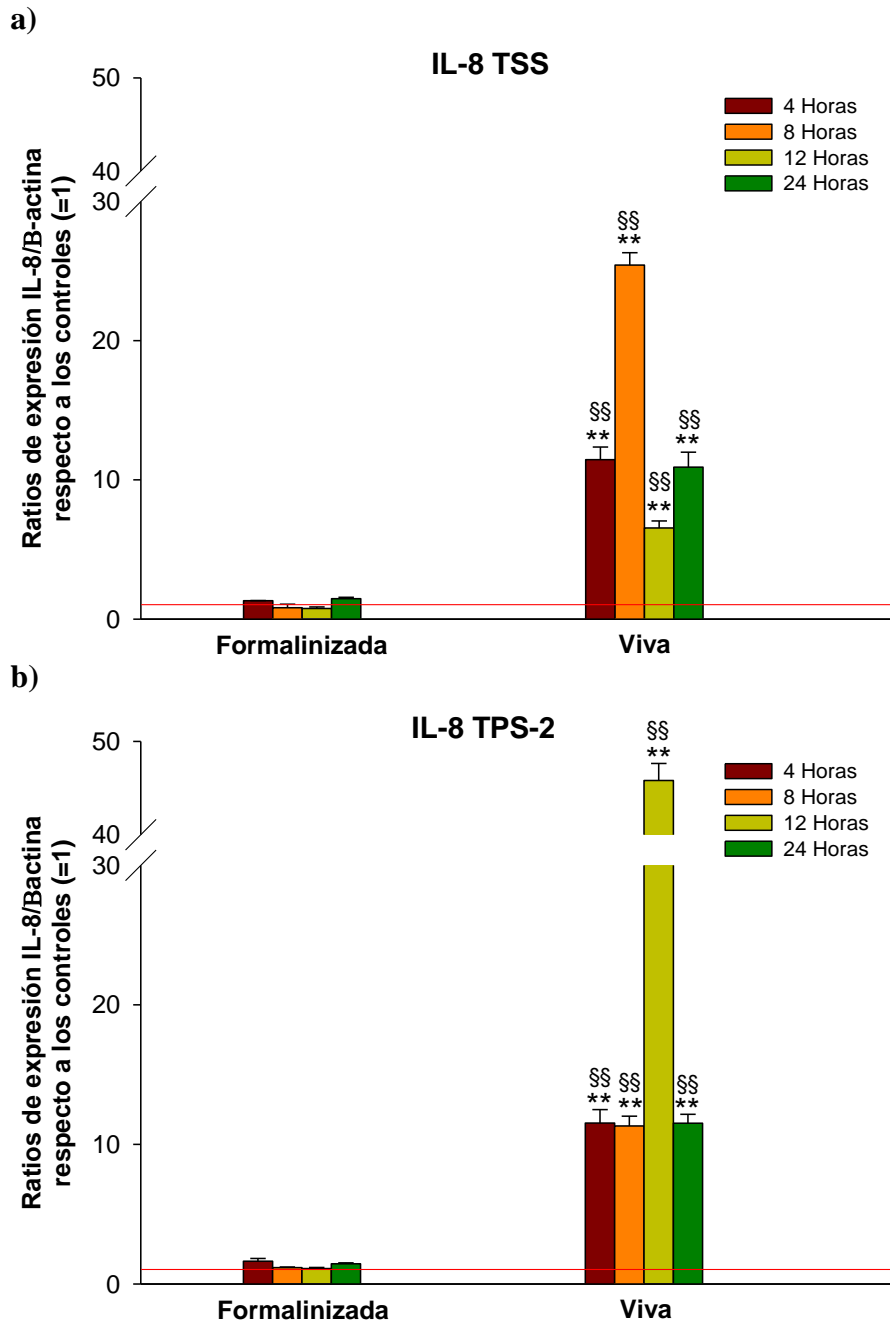 a)
IL-8 TSS
Ratios de expresión IL-8/B-actina
respecto a los controles (=1)
50
40
30
20
10
0
4 Horas
8 Horas
12 Horas
24 Horas
§§
**
§§
**
§§
**
§§
**
Formalinizada
Viva
b)
IL-8 TPS-2
Ratios de expresión IL-8/Bactina
respecto a los controles (=1)
50
40
30
20
10
0
4 Horas
8 Horas
12 Horas
24 Horas
§§
**
§§
**
§§
**
§§
**
Formalinizada
Viva